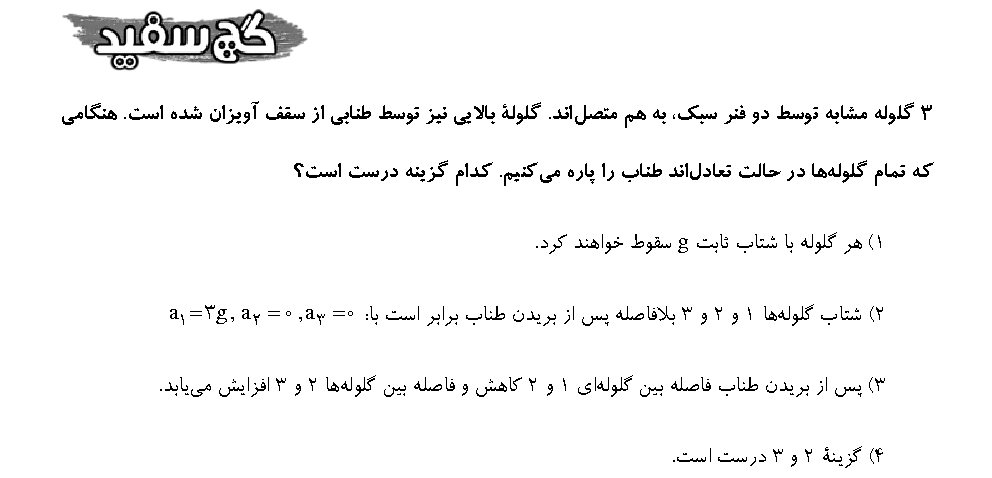 گچ سفید
۳ گلوله مشابه توسط دو فنر سبک، به هم متصل‌اند. گلولهٔ بالایی نیز توسط طنابی از سقف آویزان شده است. هنگامی
که تمام گلوله‌ها در حالت تعادل‌اند طناب را پاره می‌کنیم. کدام گزینه درست است؟
۱) هر گلوله با شتاب ثابت g سقوط خواهند کرد.
۲) شتاب گلوله‌ها ۱ و ۲ و ۳ بلافاصله پس از بریدن طناب برابر است با: a₁=۳g, a₂=۰, a₃=۰
۳) پس از بریدن طناب فاصله بین گلوله‌ای ۱ و ۲ کاهش و فاصله بین گلوله‌ها ۲ و ۳ افزایش می‌یابد.
۴) گزینهٔ ۲ و ۳ درست است.